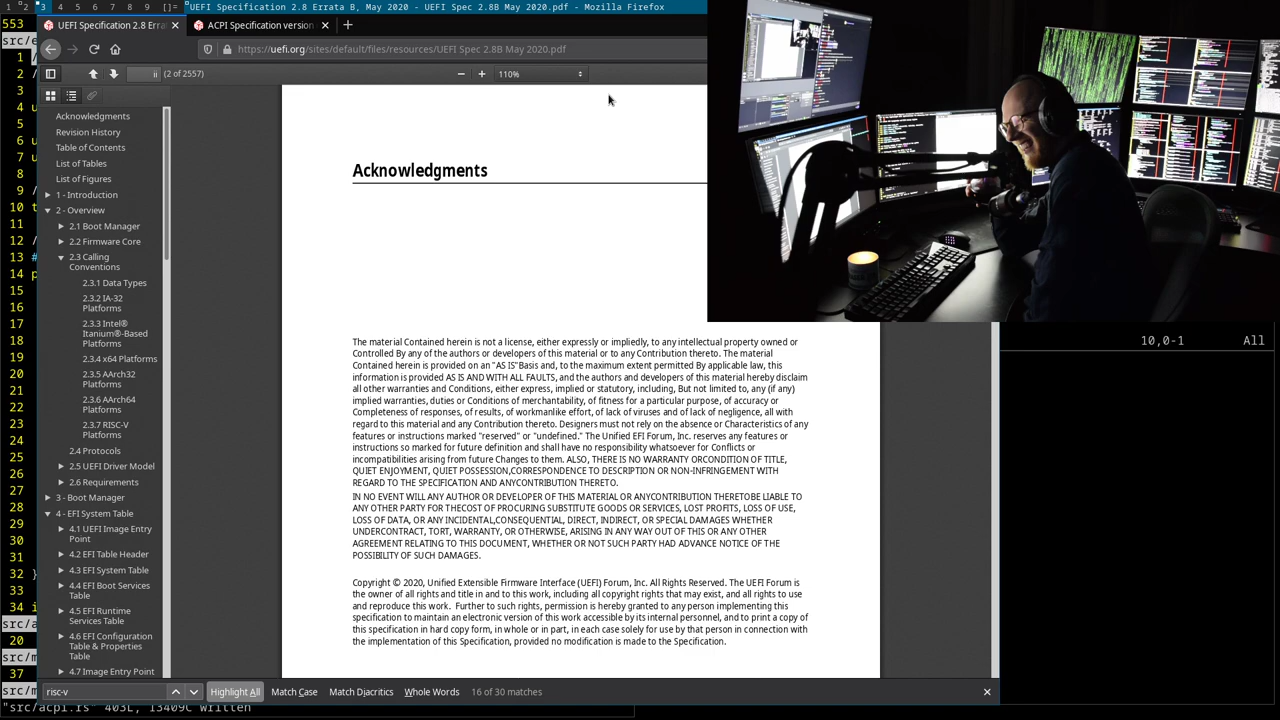 1 2 3 4 5 6 7 8 9 []= UEFI Specification 2.8 Errata B, May 2020 - UEFI Spec 2.8B May 2020.pdf - Mozilla Firefox
553
UEFI Specification 2.8 Erra
ACPI Specification version
https://uefi.org/sites/default/files/resources/UEFI Spec 2.8B May 2020.pdf
ii (2 of 2557)
110%
Acknowledgments
Revision History
Table of Contents
List of Tables
List of Figures
1 - Introduction
2 - Overview
2.1 Boot Manager
2.2 Firmware Core
2.3 Calling
Conventions
2.3.1 Data Types
2.3.2 IA-32
Platforms
2.3.3 Intel®
Itanium®-Based
Platforms
2.3.4 x64 Platforms
2.3.5 AArch32
Platforms
2.3.6 AArch64
Platforms
2.3.7 RISC-V
Platforms
2.4 Protocols
2.5 UEFI Driver Model
2.6 Requirements
3 - Boot Manager
4 - EFI System Table
4.1 UEFI Image Entry
Point
4.2 EFI Table Header
4.3 EFI System Table
4.4 EFI Boot Services
Table
4.5 EFI Runtime
Services Table
4.6 EFI Configuration
Table & Properties
Table
4.7 Image Entry Point
Acknowledgments
The material Contained herein is not a license, either expressly or impliedly, to any intellectual property owned or
Controlled By any of the authors or developers of this material or to any Contribution thereto. The material
Contained herein is provided on an "AS IS"Basis and, to the maximum extent permitted By applicable law, this
information is provided AS IS AND WITH ALL FAULTS, and the authors and developers of this material hereby disclaim
all other warranties and Conditions, either express, implied or statutory, including, But not limited to, any (if any)
implied warranties, duties or Conditions of merchantability, of fitness for a particular purpose, of accuracy or
Completeness of responses, of results, of workmanlike effort, of lack of viruses and of lack of negligence, all with
regard to this material and any Contribution thereto. Designers must not rely on the absence or Characteristics of any
features or instructions marked "reserved" or "undefined." The Unified EFI Forum, Inc. reserves any features or
instructions so marked for future definition and shall have no responsibility whatsoever for Conflicts or
incompatibilities arising from future Changes to them. ALSO, THERE IS NO WARRANTY ORCONDITION OF TITLE,
QUIET ENJOYMENT, QUIET POSSESSION,CORRESPONDENCE TO DESCRIPTION OR NON-INFRINGEMENT WITH
REGARD TO THE SPECIFICATION AND ANYCONTRIBUTION THERETO.
IN NO EVENT WILL ANY AUTHOR OR DEVELOPER OF THIS MATERIAL OR ANYCONTRIBUTION THERETOBE LIABLE TO
ANY OTHER PARTY FOR THECOST OF PROCURING SUBSTITUTE GOODS OR SERVICES, LOST PROFITS, LOSS OF USE,
LOSS OF DATA, OR ANY INCIDENTAL,CONSEQUENTIAL, DIRECT, INDIRECT, OR SPECIAL DAMAGES WHETHER
UNDERCONTRACT, TORT, WARRANTY, OR OTHERWISE, ARISING IN ANY WAY OUT OF THIS OR ANY OTHER
AGREEMENT RELATING TO THIS DOCUMENT, WHETHER OR NOT SUCH PARTY HAD ADVANCE NOTICE OF THE
POSSIBILITY OF SUCH DAMAGES.
Copyright © 2020, Unified Extensible Firmware Interface (UEFI) Forum, Inc. All Rights Reserved. The UEFI Forum is
the owner of all rights and title in and to this work, including all copyright rights that may exist, and all rights to use
and reproduce this work. Further to such rights, permission is hereby granted to any person implementing this
specification to maintain an electronic version of this work accessible by its internal personnel, and to print a copy of
this specification in hard copy form, in whole or in part, in each case solely for use by that person in connection with
the implementation of this Specification, provided no modification is made to the Specification.
10,0-1 All
risc-v
Highlight All
Match Case
Match Diacritics
Whole Words
16 of 30 matches
"src/acpi.rs" 403L, 13409C written